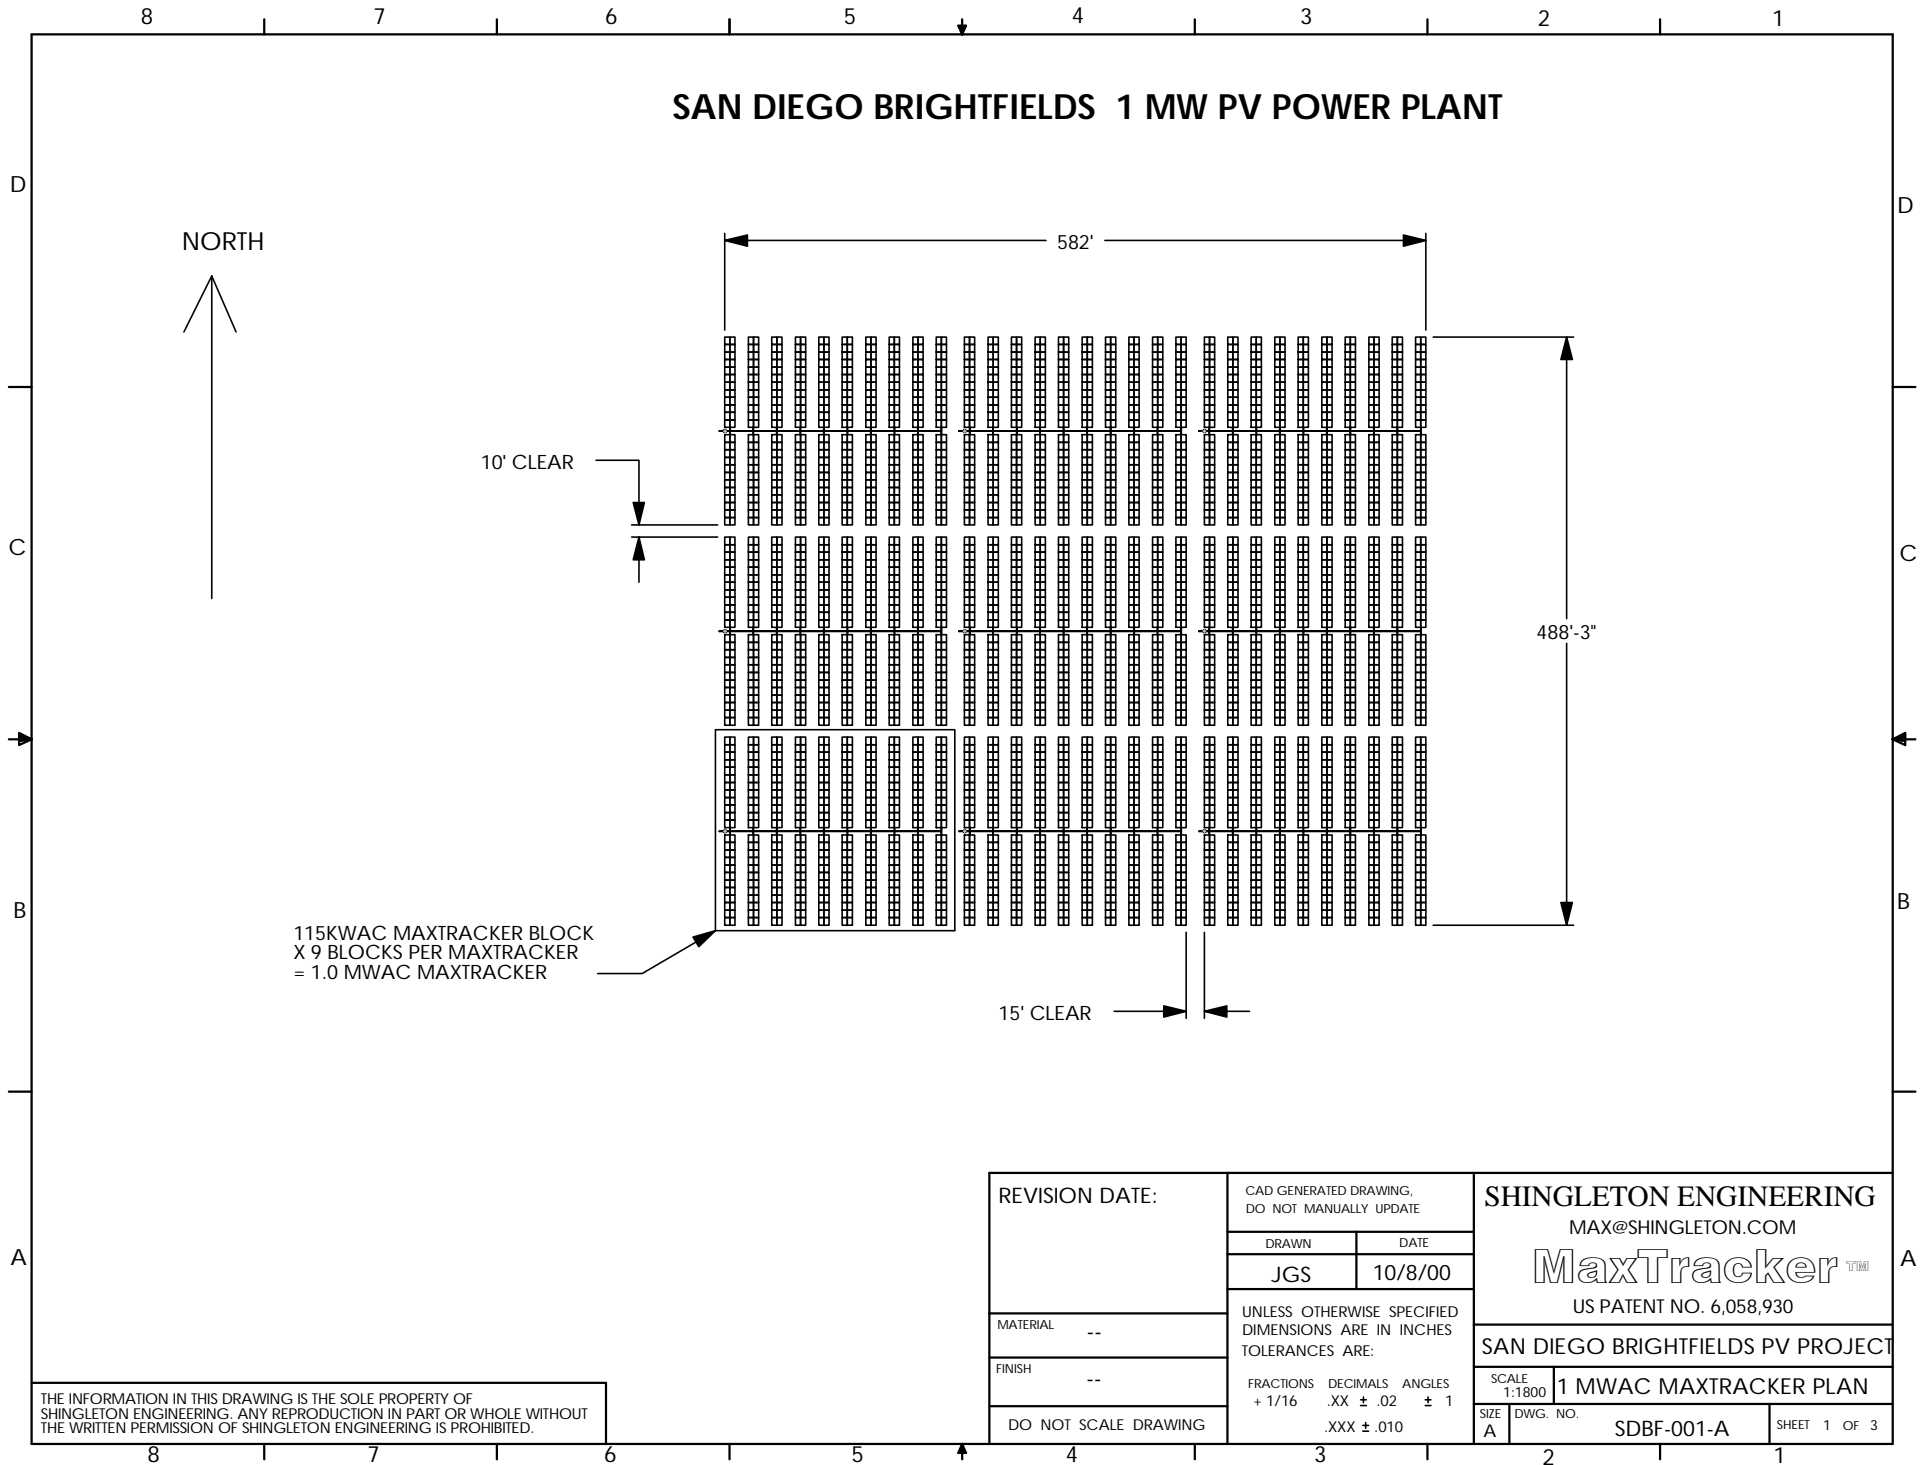 8 7 6 5 4 3 2 1
SAN DIEGO BRIGHTFIELDS 1 MW PV POWER PLANT
D
D
NORTH
582'
10' CLEAR
C
C
488'-3"
B
B
115KWAC MAXTRACKER BLOCK
X 9 BLOCKS PER MAXTRACKER
= 1.0 MWAC MAXTRACKER
15' CLEAR
A
A
REVISION DATE:
MATERIAL --
FINISH --
DO NOT SCALE DRAWING
CAD GENERATED DRAWING,
DO NOT MANUALLY UPDATE
DRAWN DATE
JGS 10/8/00
UNLESS OTHERWISE SPECIFIED
DIMENSIONS ARE IN INCHES
TOLERANCES ARE:
FRACTIONS DECIMALS ANGLES
+ 1/16 .XX ± .02 ± 1
.XXX ± .010
SHINGLETON ENGINEERING
MAX@SHINGLETON.COM
MaxTracker TM
US PATENT NO. 6,058,930
SAN DIEGO BRIGHTFIELDS PV PROJECT
SCALE 1:1800
1 MWAC MAXTRACKER PLAN
SIZE A
DWG. NO. SDBF-001-A
SHEET 1 OF 3
THE INFORMATION IN THIS DRAWING IS THE SOLE PROPERTY OF
SHINGLETON ENGINEERING. ANY REPRODUCTION IN PART OR WHOLE WITHOUT
THE WRITTEN PERMISSION OF SHINGLETON ENGINEERING IS PROHIBITED.
8 7 6 5 4 3 2 1